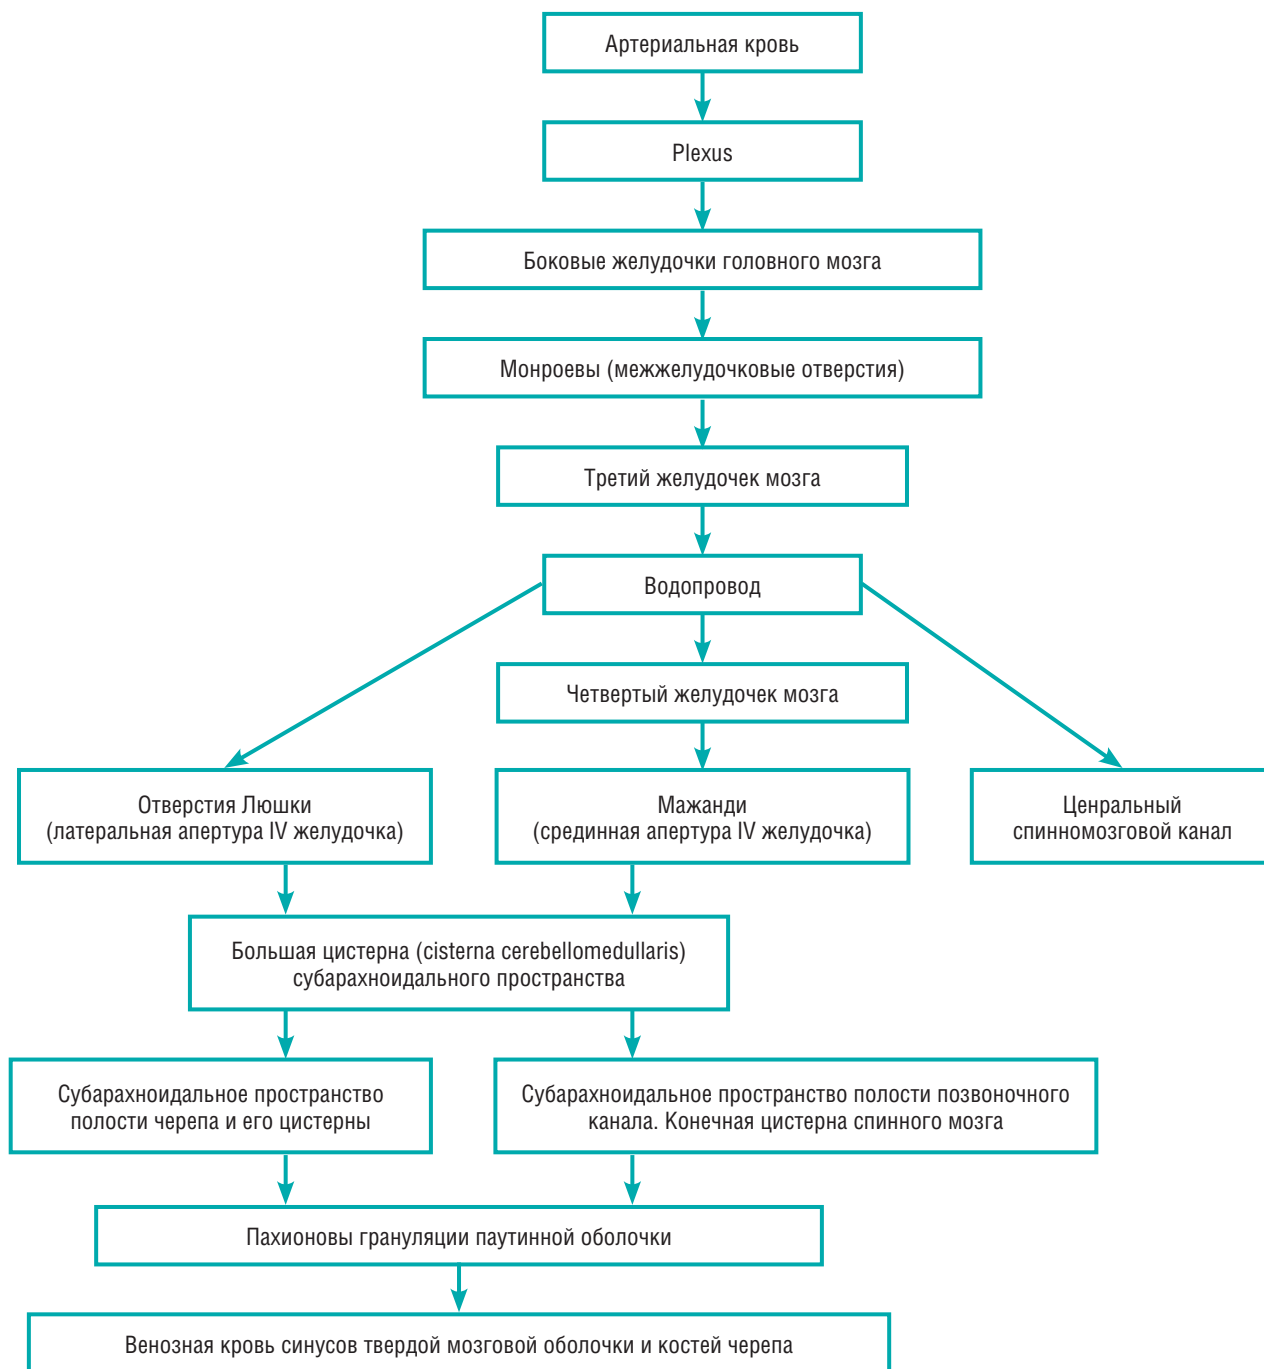 Артериальная кровь
Plexus
Боковые желудочки головного мозга
Монроевы (межжелудочковые отверстия)
Третий желудочек мозга
Водопровод
Четвертый желудочек мозга
Отверстия Люшки
(латеральная апертура IV желудочка)
Мажанди
(срединная апертура IV желудочка)
Ценральный
спинномозговой канал
Большая цистерна (cisterna cerebellomedullaris)
субарахноидального пространства
Субарахноидальное пространство
полости черепа и его цистерны
Субарахноидальное пространство полости позвоночного
канала. Конечная цистерна спинного мозга
Пахионовы грануляции паутинной оболочки
Венозная кровь синусов твердой мозговой оболочки и костей черепа